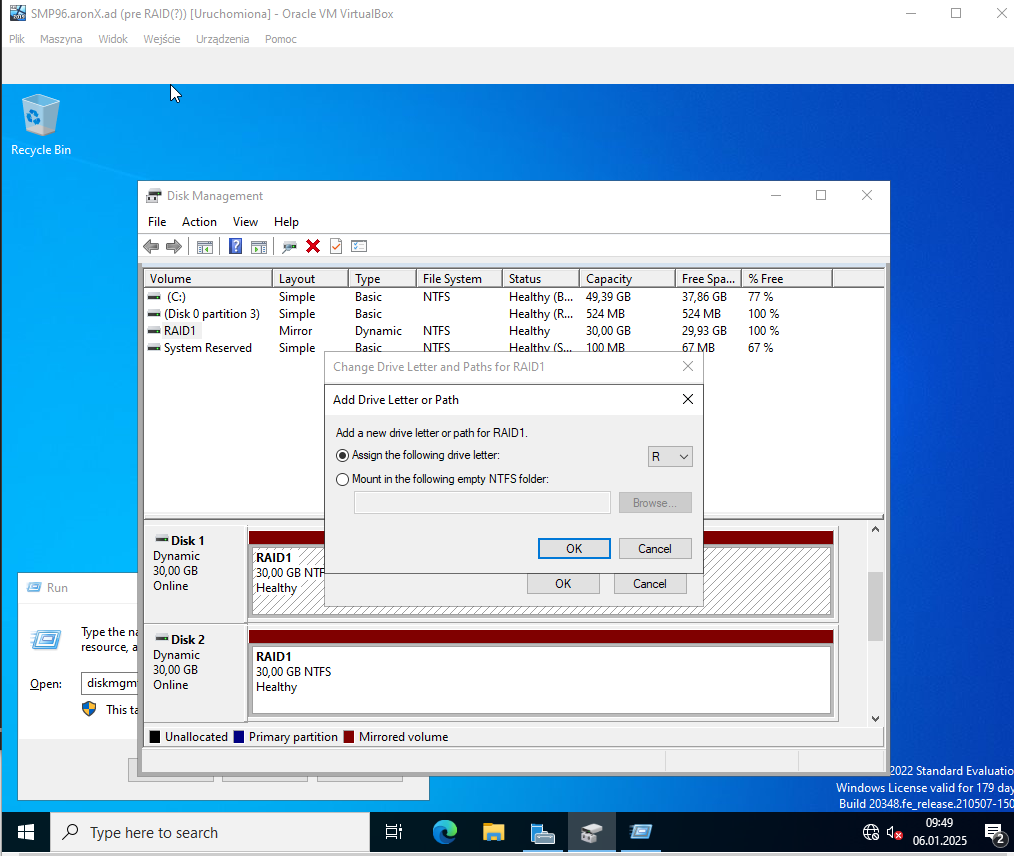 SMP96.aronX.ad (pre RAID(?)) [Uruchomiona] - Oracle VM VirtualBox
Plik Maszyna Widok Wejście Urządzenia Pomoc
Recycle Bin
Disk Management
File Action View Help
Volume Layout Type File System Status Capacity Free Spa... % Free
(C:) Simple Basic NTFS Healthy (B... 49,39 GB 37,86 GB 77 %
(Disk 0 partition 3) Simple Basic Healthy (R... 524 MB 524 MB 100 %
RAID1 Mirror Dynamic NTFS Healthy 30,00 GB 29,93 GB 100 %
System Reserved Simple Basic NTFS Healthy (S... 100 MB 67 MB 67 %
Change Drive Letter and Paths for RAID1
Add Drive Letter or Path
Add a new drive letter or path for RAID1.
Assign the following drive letter: R
Mount in the following empty NTFS folder:
Browse...
OK Cancel
OK Cancel
Disk 1
Dynamic
30,00 GB
Online
RAID1
30,00 GB NTF
Healthy
Disk 2
Dynamic
30,00 GB
Online
RAID1
30,00 GB NTFS
Healthy
Unallocated Primary partition Mirrored volume
Run
Type the na
resource, a
Open: diskmgm
This ta
2022 Standard Evaluatio
Windows License valid for 179 day
Build 20348.fe_release.210507-150
Type here to search
09:49
06.01.2025
2